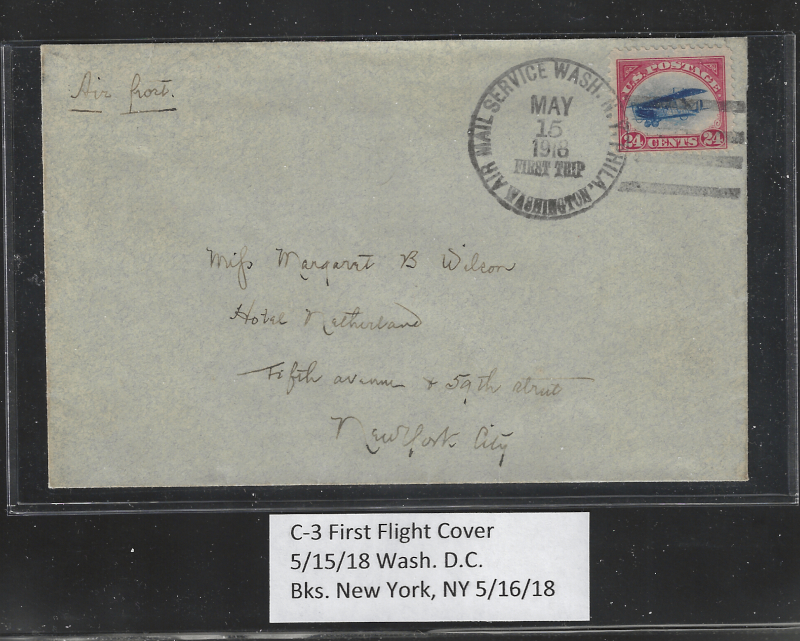 Air post.
AIR MAIL SERVICE WASH. N.Y. PHILA.
MAY
15
1918
FIRST TRIP
WASHINGTON
U.S. POSTAGE
24 CENTS 24
Miss Margaret B Wilson
Hotel Netherland
Fifth avenue & 59th street
New York City
C-3 First Flight Cover
5/15/18 Wash. D.C.
Bks. New York, NY 5/16/18